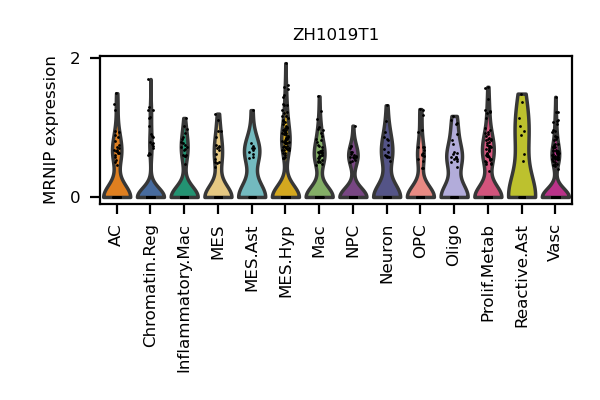 ZH1019T1
MRNIP expression
2
0
AC
Chromatin.Reg
Inflammatory.Mac
MES
MES.Ast
MES.Hyp
Mac
NPC
Neuron
OPC
Oligo
Prolif.Metab
Reactive.Ast
Vasc